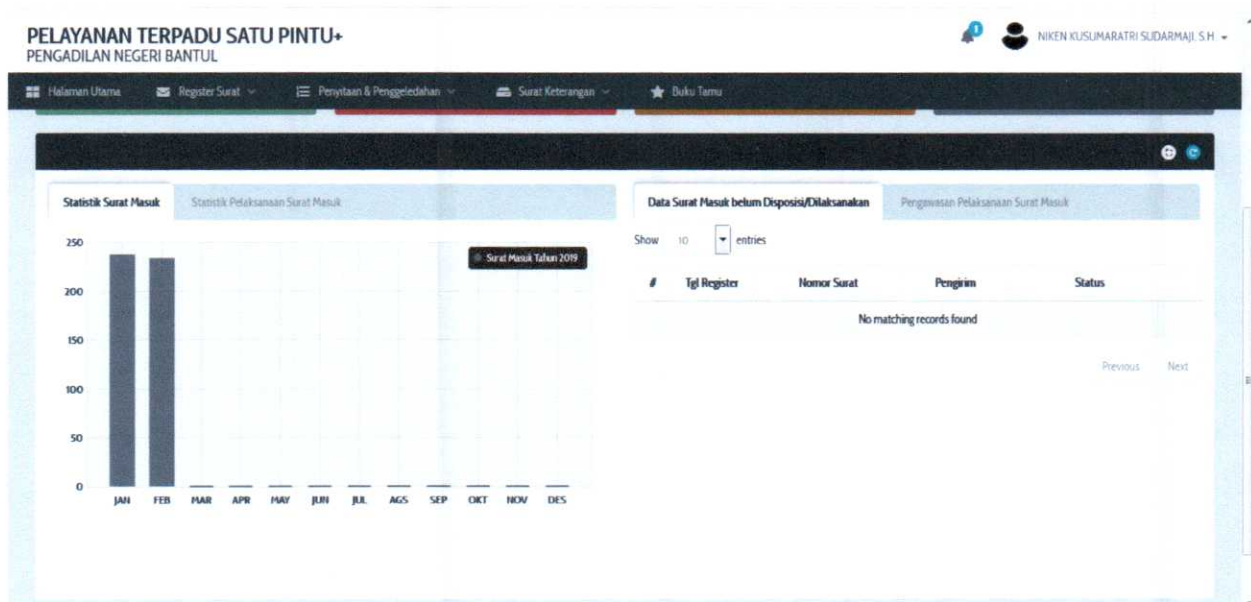 PELAYANAN TERPADU SATU PINTU+
PENGADILAN NEGERI BANTUL
1
NIKEN KUSUMARATRI SUDARMAJI, S.H
Halaman Utama Register Surat Penyitaan & Penggeledahan Surat Keterangan Buku Tamu
Statistik Surat Masuk Statistik Pelaksanaan Surat Masuk
Surat Masuk Tahun 2019
250
200
150
100
50
0
JAN FEB MAR APR MAY JUN JUL AGS SEP OKT NOV DES
Data Surat Masuk belum Disposisi/Dilaksanakan Pengawasan Pelaksanaan Surat Masuk
Show 10 entries
# Tgl Register Nomor Surat Pengirim Status
No matching records found
Previous Next